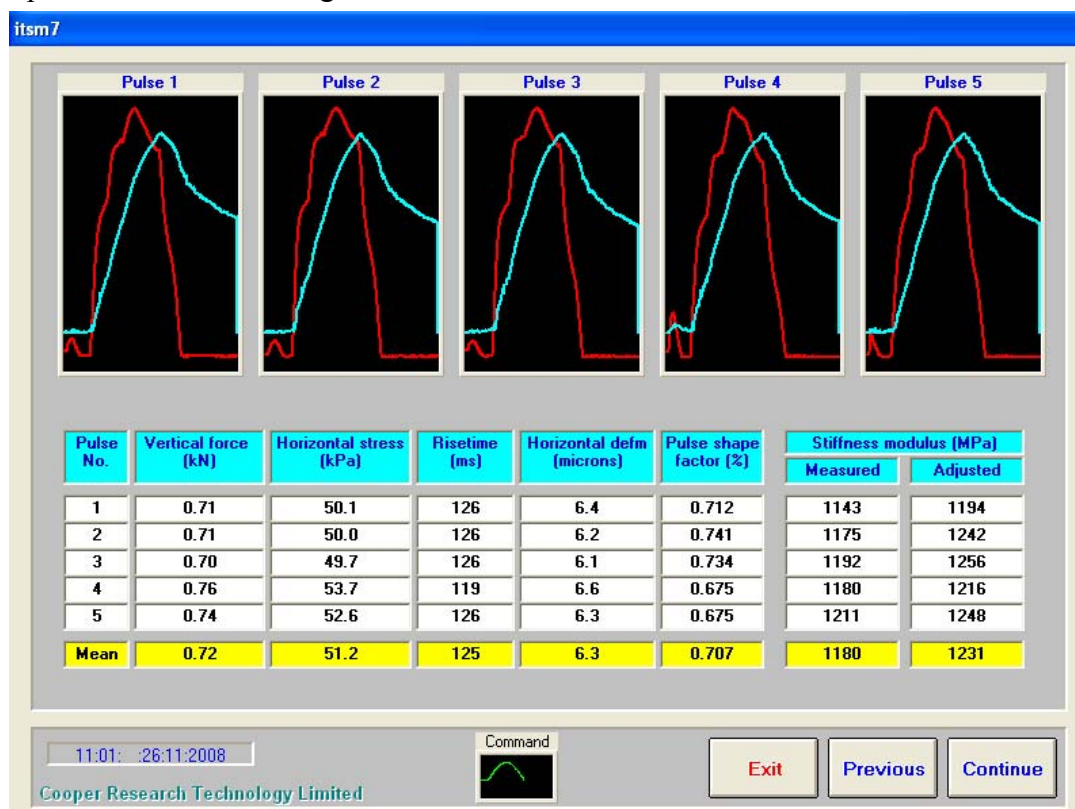 itsm7
Pulse 1 Pulse 2 Pulse 3 Pulse 4 Pulse 5
Pulse No. Vertical force (kN) Horizontal stress (kPa) Risetime (ms) Horizontal defm (microns) Pulse shape factor (%) Stiffness modulus (MPa)
Measured Adjusted
1 0.71 50.1 126 6.4 0.712 1143 1194
2 0.71 50.0 126 6.2 0.741 1175 1242
3 0.70 49.7 126 6.1 0.734 1192 1256
4 0.76 53.7 119 6.6 0.675 1180 1216
5 0.74 52.6 126 6.3 0.675 1211 1248
Mean 0.72 51.2 125 6.3 0.707 1180 1231
11:01: :26:11:2008
Command
Exit Previous Continue
Cooper Research Technology Limited